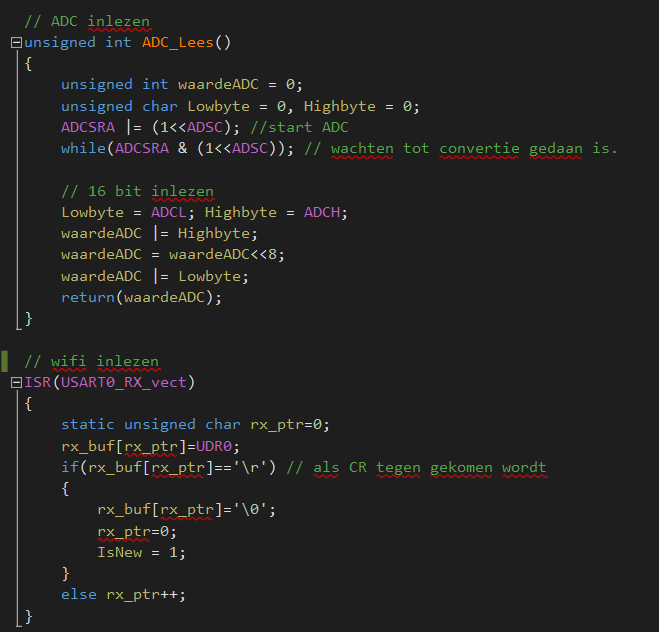 // ADC inlezen
unsigned int ADC_Lees()
{
    unsigned int waardeADC = 0;
    unsigned char Lowbyte = 0, Highbyte = 0;
    ADCSRA |= (1<<ADSC); //start ADC
    while(ADCSRA & (1<<ADSC)); // wachten tot convertie gedaan is.

    // 16 bit inlezen
    Lowbyte = ADCL; Highbyte = ADCH;
    waardeADC |= Highbyte;
    waardeADC = waardeADC<<8;
    waardeADC |= Lowbyte;
    return(waardeADC);
}

// wifi inlezen
ISR(USART0_RX_vect)
{
    static unsigned char rx_ptr=0;
    rx_buf[rx_ptr]=UDR0;
    if(rx_buf[rx_ptr]=='\r') // als CR tegen gekomen wordt
    {
        rx_buf[rx_ptr]='\0';
        rx_ptr=0;
        IsNew = 1;
    }
    else rx_ptr++;
}